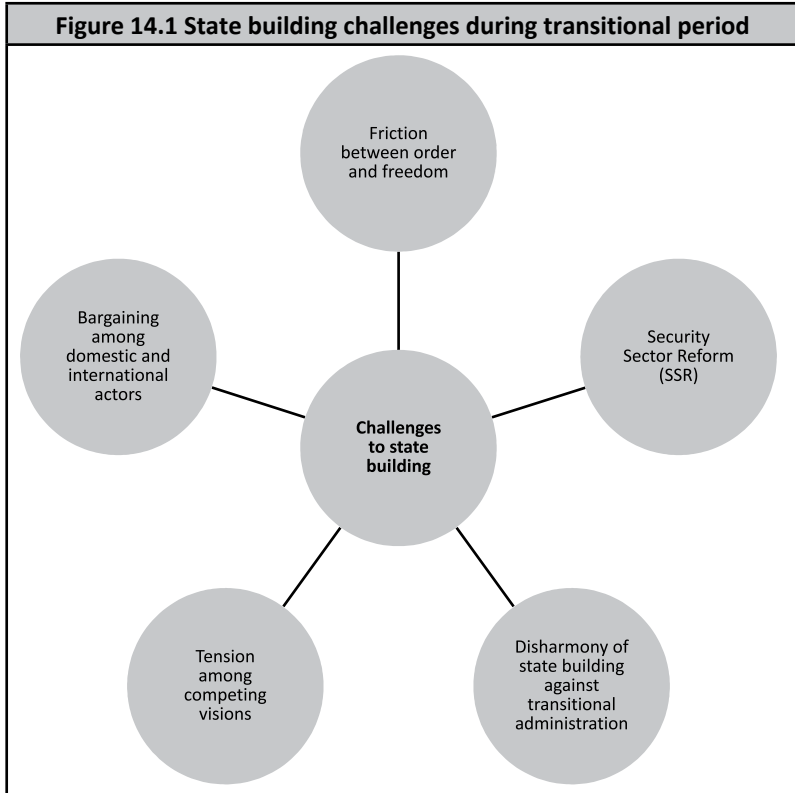 Figure 14.1 State building challenges during transitional period
Friction
between order
and freedom
Bargaining
among
domestic and
international
actors
Security
Sector Reform
(SSR)
Challenges
to state
building
Tension
among
competing
visions
Disharmony of
state building
against
transitional
administration